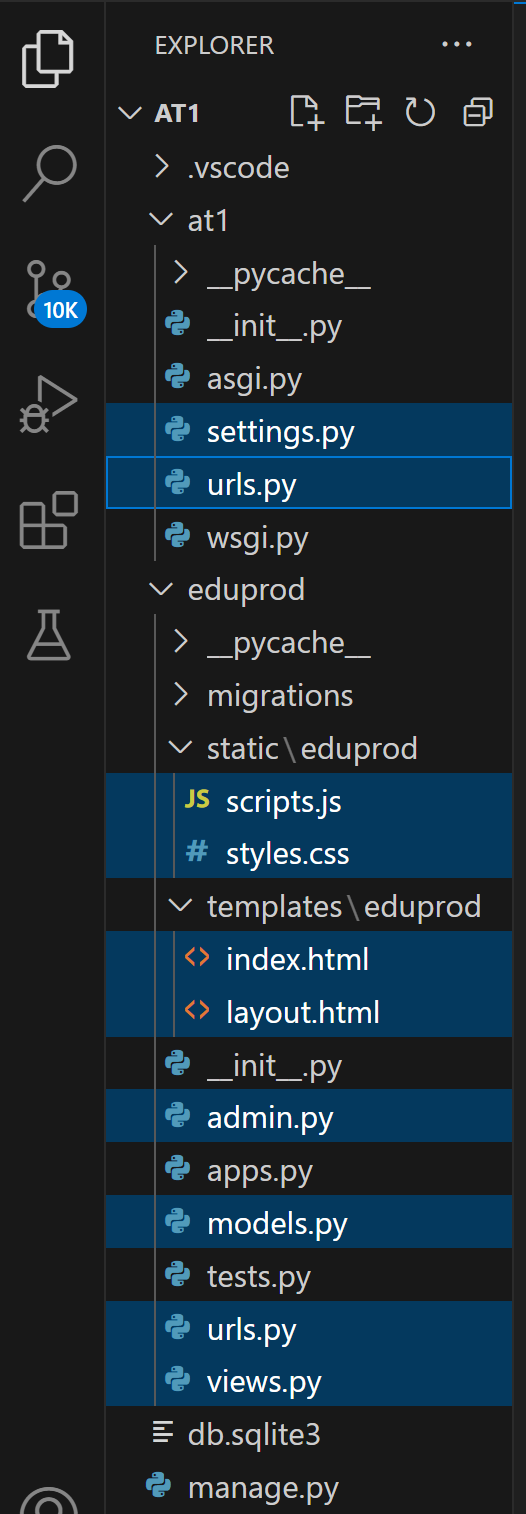 EXPLORER
AT1
.vscode
at1
__pycache__
__init__.py
asgi.py
10K
settings.py
urls.py
wsgi.py
eduprod
__pycache__
migrations
static\eduprod
JS scripts.js
# styles.css
templates\eduprod
<> index.html
<> layout.html
__init__.py
admin.py
apps.py
models.py
tests.py
urls.py
views.py
db.sqlite3
manage.py